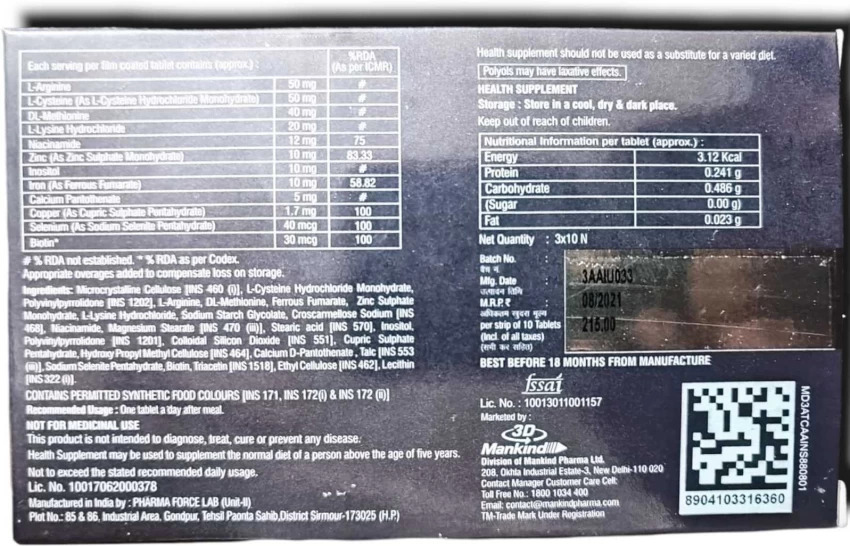 Each serving per film coated tablet contains (approx.) : %RDA (As per ICMR)
L-Arginine 50 mg #
L-Cysteine (As L-Cysteine Hydrochloride Monohydrate) 50 mg #
DL-Methionine 40 mg #
L-Lysine Hydrochloride 20 mg #
Niacinamide 12 mg 75
Zinc (As Zinc Sulphate Monohydrate) 10 mg 83.33
Inositol 10 mg #
Iron (As Ferrous Fumarate) 10 mg 58.82
Calcium Pantothenate 5 mg #
Copper (As Cupric Sulphate Pentahydrate) 1.7 mg 100
Selenium (As Sodium Selenite Pentahydrate) 40 mcg 100
Biotin* 30 mcg 100
# % RDA not established. * % RDA as per Codex.
Appropriate overages added to compensate loss on storage.
Ingredients: Microcrystalline Cellulose [INS 460 (i)], L-Cysteine Hydrochloride Monohydrate,
Polyvinylpyrrolidone [INS 1202], L-Arginine, DL-Methionine, Ferrous Fumarate, Zinc Sulphate
Monohydrate, L-Lysine Hydrochloride, Sodium Starch Glycolate, Croscarmellose Sodium [INS
468], Niacinamide, Magnesium Stearate [INS 470 (iii)], Stearic acid [INS 570], Inositol,
Polyvinylpyrrolidone [INS 1201], Colloidal Silicon Dioxide [INS 551], Cupric Sulphate
Pentahydrate, Hydroxy Propyl Methyl Cellulose [INS 464], Calcium D-Pantothenate, Talc [INS 553
(iii)], Sodium Selenite Pentahydrate, Biotin, Triacetin [INS 1518], Ethyl Cellulose [INS 462], Lecithin
[INS 322 (i)].
CONTAINS PERMITTED SYNTHETIC FOOD COLOURS [INS 171, INS 172(i) & INS 172 (ii)]
Recommended Usage : One tablet a day after meal.
NOT FOR MEDICINAL USE
This product is not intended to diagnose, treat, cure or prevent any disease.
Health Supplement may be used to supplement the normal diet of a person above the age of five years.
Not to exceed the stated recommended daily usage.
Lic. No. 10017062000378
Manufactured in India by : PHARMA FORCE LAB (Unit-II)
Plot No.: 85 & 86, Industrial Area, Gondpur, Tehsil Paonta Sahib, District Sirmour-173025 (H.P.)
Health supplement should not be used as a substitute for a varied diet.
Polyols may have laxative effects.
HEALTH SUPPLEMENT
Storage : Store in a cool, dry & dark place.
Keep out of reach of children.
Nutritional Information per tablet (approx.) :
Energy 3.12 Kcal
Protein 0.241 g
Carbohydrate 0.486 g
(Sugar 0.00 g)
Fat 0.023 g
Net Quantity : 3x10 N
Batch No. : 3AAIU033
बैच नं.
Mfg. Date : 08/2021
उत्पादन तिथि
M.R.P. ₹ : 215.00
अधिकतम खुदरा मूल्य
per strip of 10 Tablets
(Incl. of all taxes)
(सभी कर सहित)
BEST BEFORE 18 MONTHS FROM MANUFACTURE
fssai
Lic. No. : 10013011001157
Marketed by :
3D
Mankind
Division of Mankind Pharma Ltd.
208, Okhla Industrial Estate-3, New Delhi-110 020
Contact Manager Customer Care Cell:
Toll Free No.: 1800 1034 400
Email: contact@mankindpharma.com
TM-Trade Mark Under Registration
8904103316360
MD3ATCAAINS880801